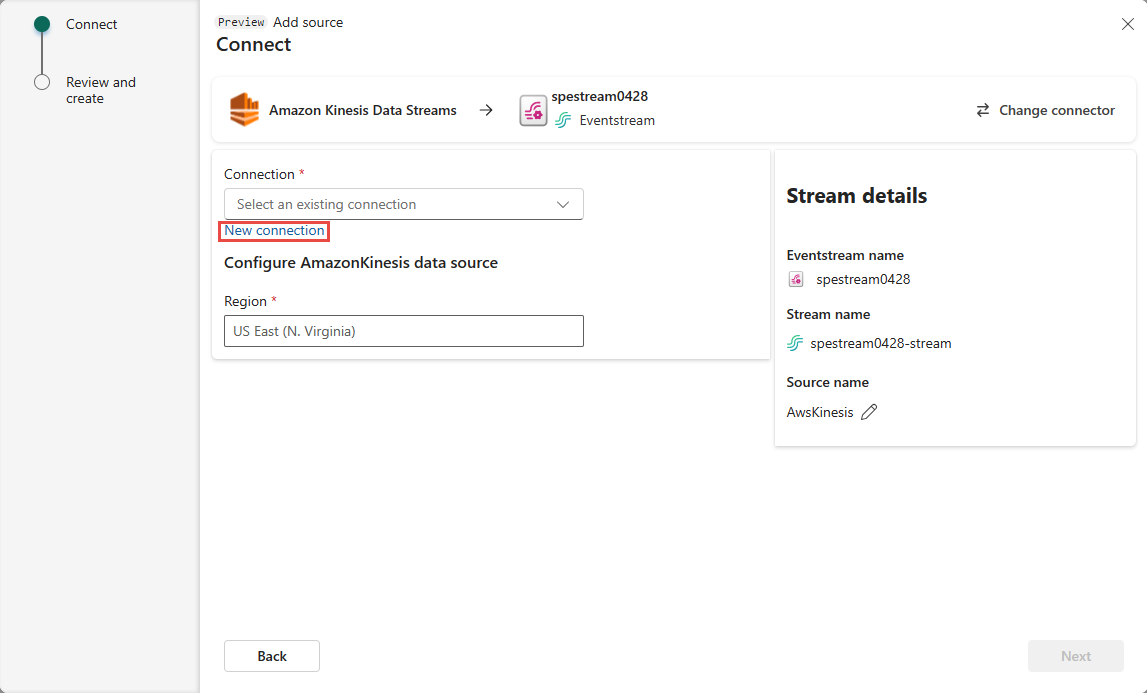 Connect
Review and
create
Preview Add source
Connect
Amazon Kinesis Data Streams
spestream0428
Eventstream
Change connector
Connection *
Select an existing connection
New connection
Configure AmazonKinesis data source
Region *
US East (N. Virginia)
Stream details
Eventstream name
spestream0428
Stream name
spestream0428-stream
Source name
AwsKinesis
Back
Next